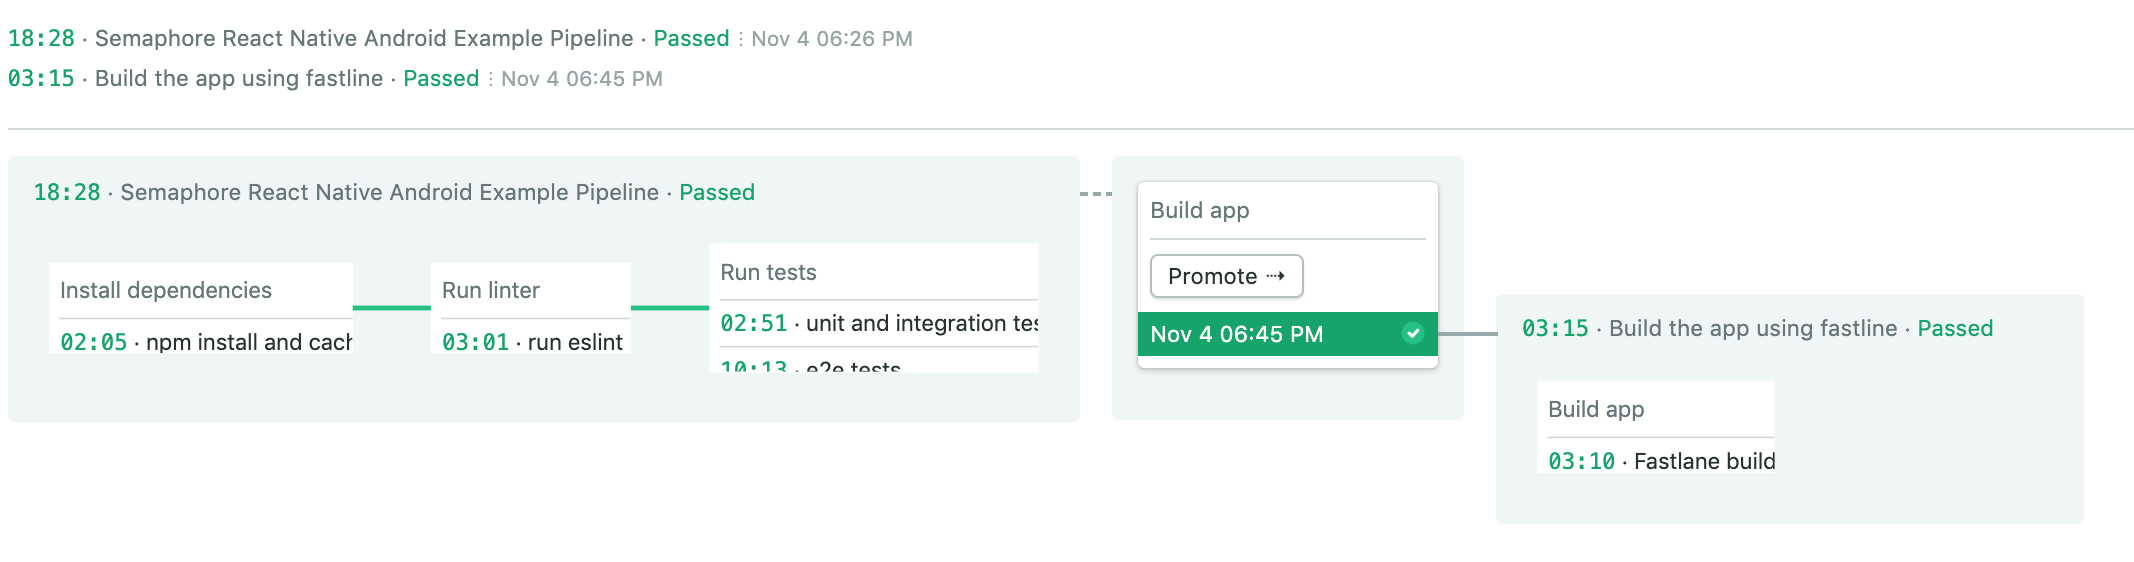 18:28 · Semaphore React Native Android Example Pipeline · Passed ⋮ Nov 4 06:26 PM
03:15 · Build the app using fastline · Passed ⋮ Nov 4 06:45 PM
18:28 · Semaphore React Native Android Example Pipeline · Passed
Install dependencies
02:05 · npm install and cach
Run linter
03:01 · run eslint
Run tests
02:51 · unit and integration tes
10:13 · e2e tests
Build app
Promote ⇢
Nov 4 06:45 PM
03:15 · Build the app using fastline · Passed
Build app
03:10 · Fastlane build